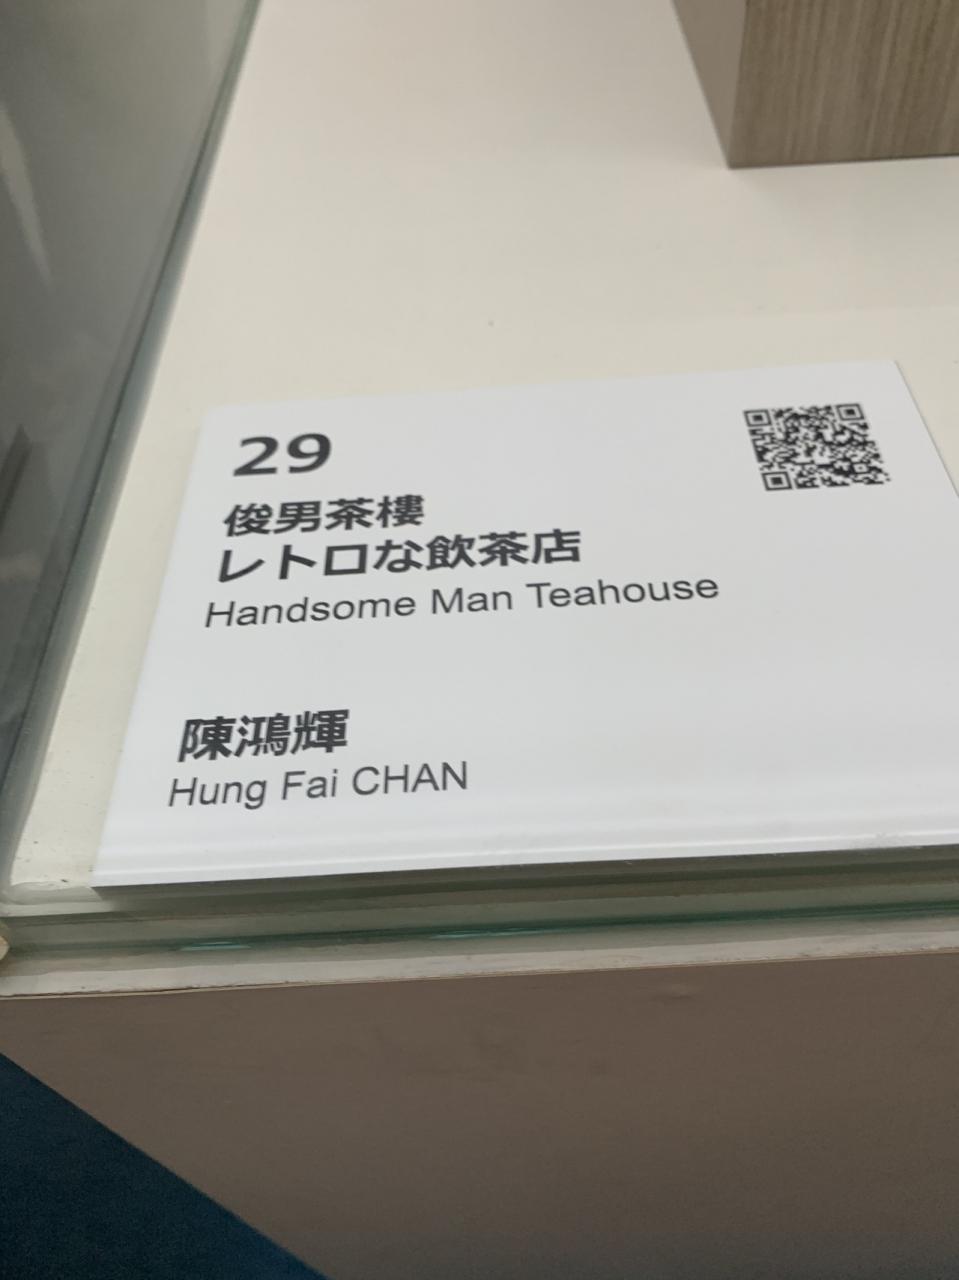 29
俊男茶樓
レトロな飲茶店
Handsome Man Teahouse
陳鴻輝
Hung Fai CHAN